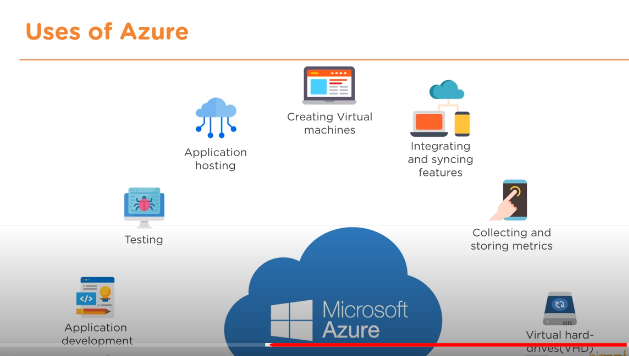 Uses of Azure
Creating Virtual
machines
Application
hosting
Integrating
and syncing
features
Testing
Collecting and
storing metrics
Microsoft
Azure
Application
development
Virtual hard-
drives(VHD)